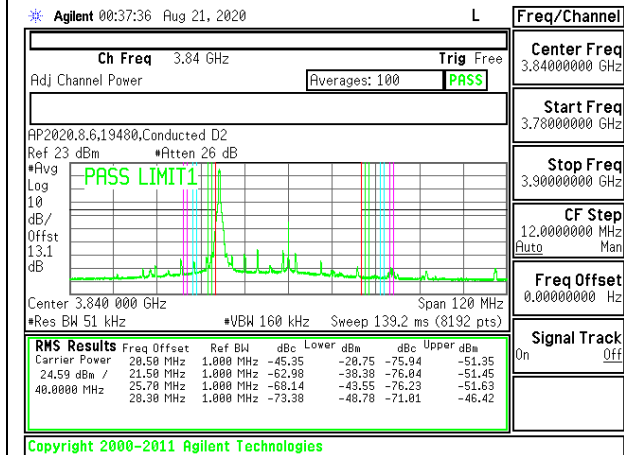 Agilent 00:37:36 Aug 21, 2020 L
Freq/Channel
Ch Freq 3.84 GHz Trig Free
Adj Channel Power Averages: 100 PASS
AP2020.8.6,19480,Conducted D2
Ref 23 dBm #Atten 26 dB
#Avg
Log
10
dB/
Offst
13.1
dB
PASS LIMIT1
Center 3.840 000 GHz Span 120 MHz
#Res BW 51 kHz #VBW 160 kHz Sweep 139.2 ms (8192 pts)
RMS Results Freq Offset Ref BW dBc Lower dBm dBc Upper dBm
Carrier Power 20.50 MHz 1.000 MHz -45.35 -20.75 -75.94 -51.35
24.59 dBm / 21.50 MHz 1.000 MHz -62.98 -38.38 -76.04 -51.45
40.0000 MHz 25.70 MHz 1.000 MHz -68.14 -43.55 -76.23 -51.63
28.30 MHz 1.000 MHz -73.38 -48.78 -71.01 -46.42
Copyright 2000-2011 Agilent Technologies
Center Freq
3.84000000 GHz
Start Freq
3.78000000 GHz
Stop Freq
3.90000000 GHz
CF Step
12.0000000 MHz
Auto Man
Freq Offset
0.00000000 Hz
Signal Track
On Off